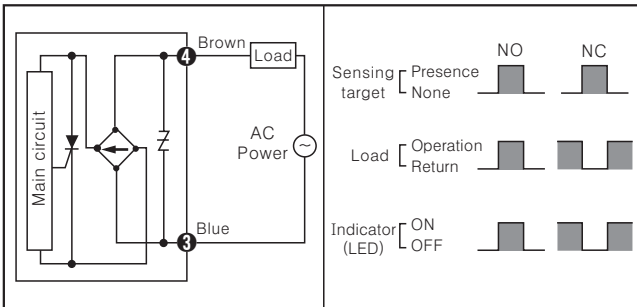 Main circuit
4
Brown
Load
AC
Power
~
3
Blue
NO NC
Sensing target Presence
None
Load Operation
Return
Indicator (LED) ON
OFF